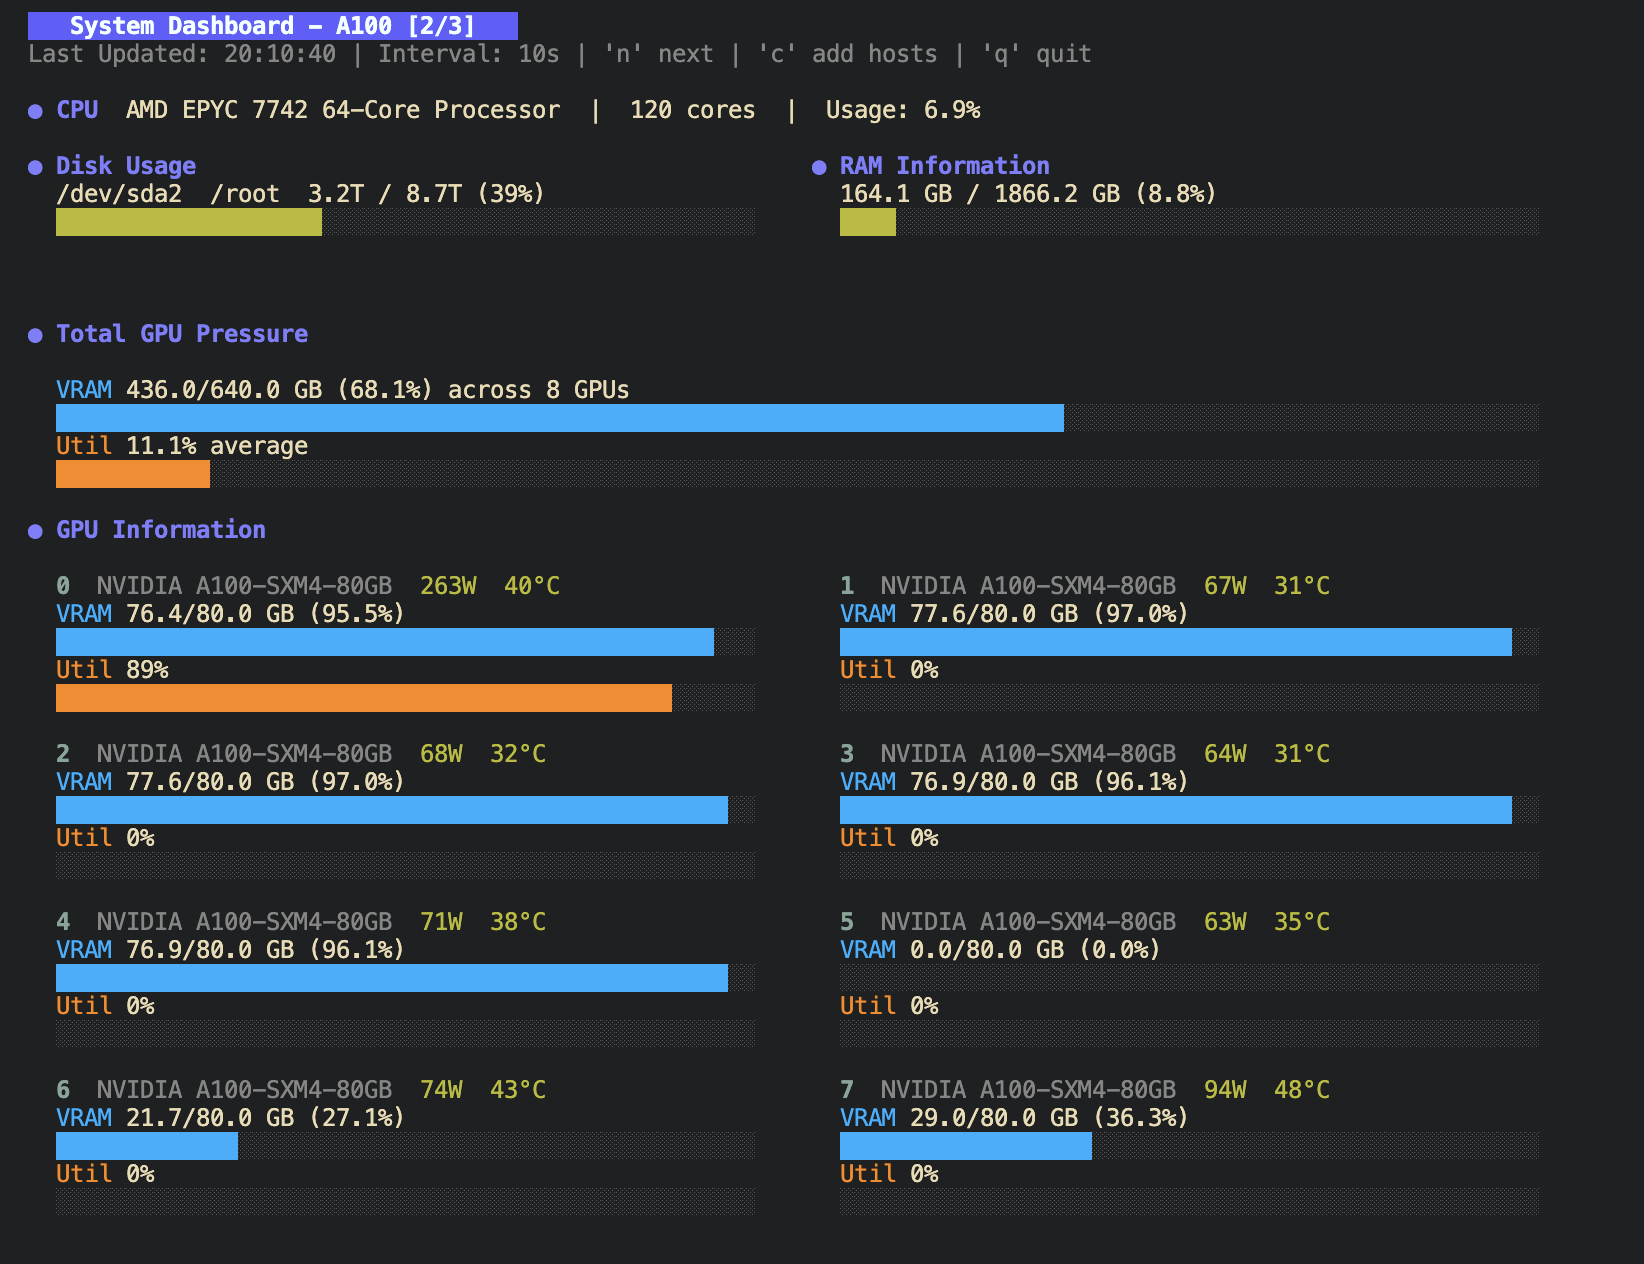 System Dashboard - A100 [2/3]
Last Updated: 20:10:40 | Interval: 10s | 'n' next | 'c' add hosts | 'q' quit
● CPU AMD EPYC 7742 64-Core Processor | 120 cores | Usage: 6.9%
● Disk Usage
/dev/sda2 /root 3.2T / 8.7T (39%)
● RAM Information
164.1 GB / 1866.2 GB (8.8%)
● Total GPU Pressure
VRAM 436.0/640.0 GB (68.1%) across 8 GPUs
Util 11.1% average
● GPU Information
0 NVIDIA A100-SXM4-80GB 263W 40°C
VRAM 76.4/80.0 GB (95.5%)
Util 89%
1 NVIDIA A100-SXM4-80GB 67W 31°C
VRAM 77.6/80.0 GB (97.0%)
Util 0%
2 NVIDIA A100-SXM4-80GB 68W 32°C
VRAM 77.6/80.0 GB (97.0%)
Util 0%
3 NVIDIA A100-SXM4-80GB 64W 31°C
VRAM 76.9/80.0 GB (96.1%)
Util 0%
4 NVIDIA A100-SXM4-80GB 71W 38°C
VRAM 76.9/80.0 GB (96.1%)
Util 0%
5 NVIDIA A100-SXM4-80GB 63W 35°C
VRAM 0.0/80.0 GB (0.0%)
Util 0%
6 NVIDIA A100-SXM4-80GB 74W 43°C
VRAM 21.7/80.0 GB (27.1%)
Util 0%
7 NVIDIA A100-SXM4-80GB 94W 48°C
VRAM 29.0/80.0 GB (36.3%)
Util 0%